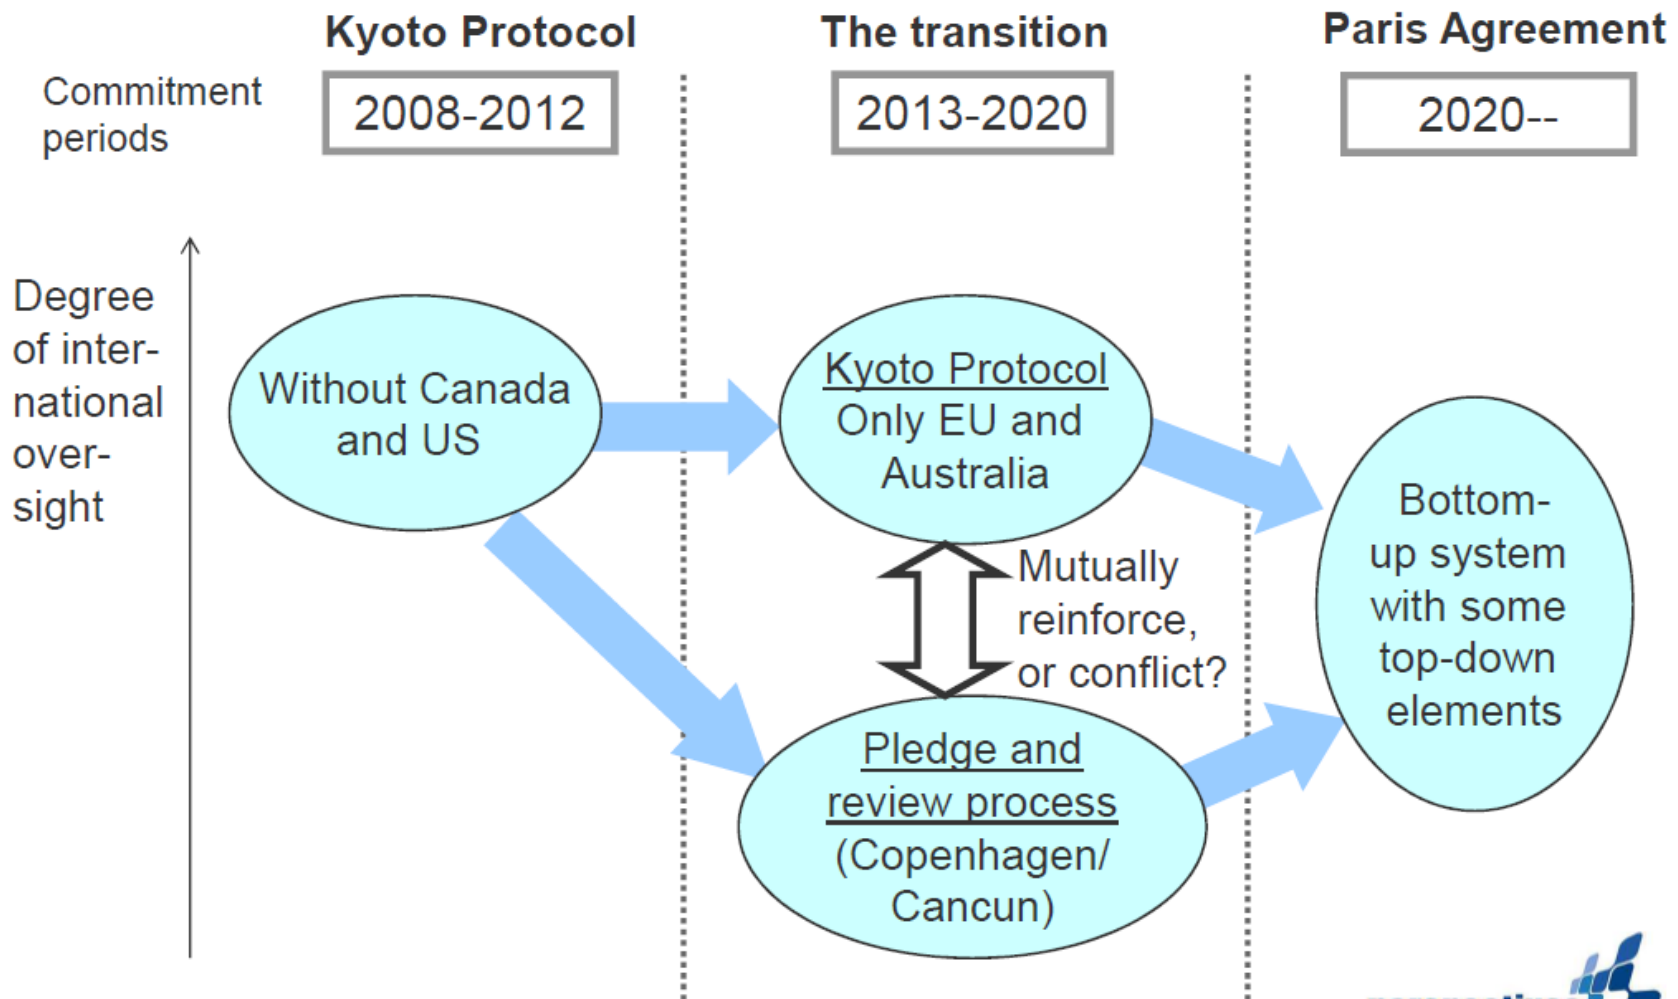 Kyoto Protocol
The transition
Paris Agreement
Commitment
periods
2008-2012
2013-2020
2020--
Degree
of inter-
national
over-
sight
Without Canada
and US
Kyoto Protocol
Only EU and
Australia
Mutually
reinforce,
or conflict?
Pledge and
review process
(Copenhagen/
Cancun)
Bottom-
up system
with some
top-down
elements